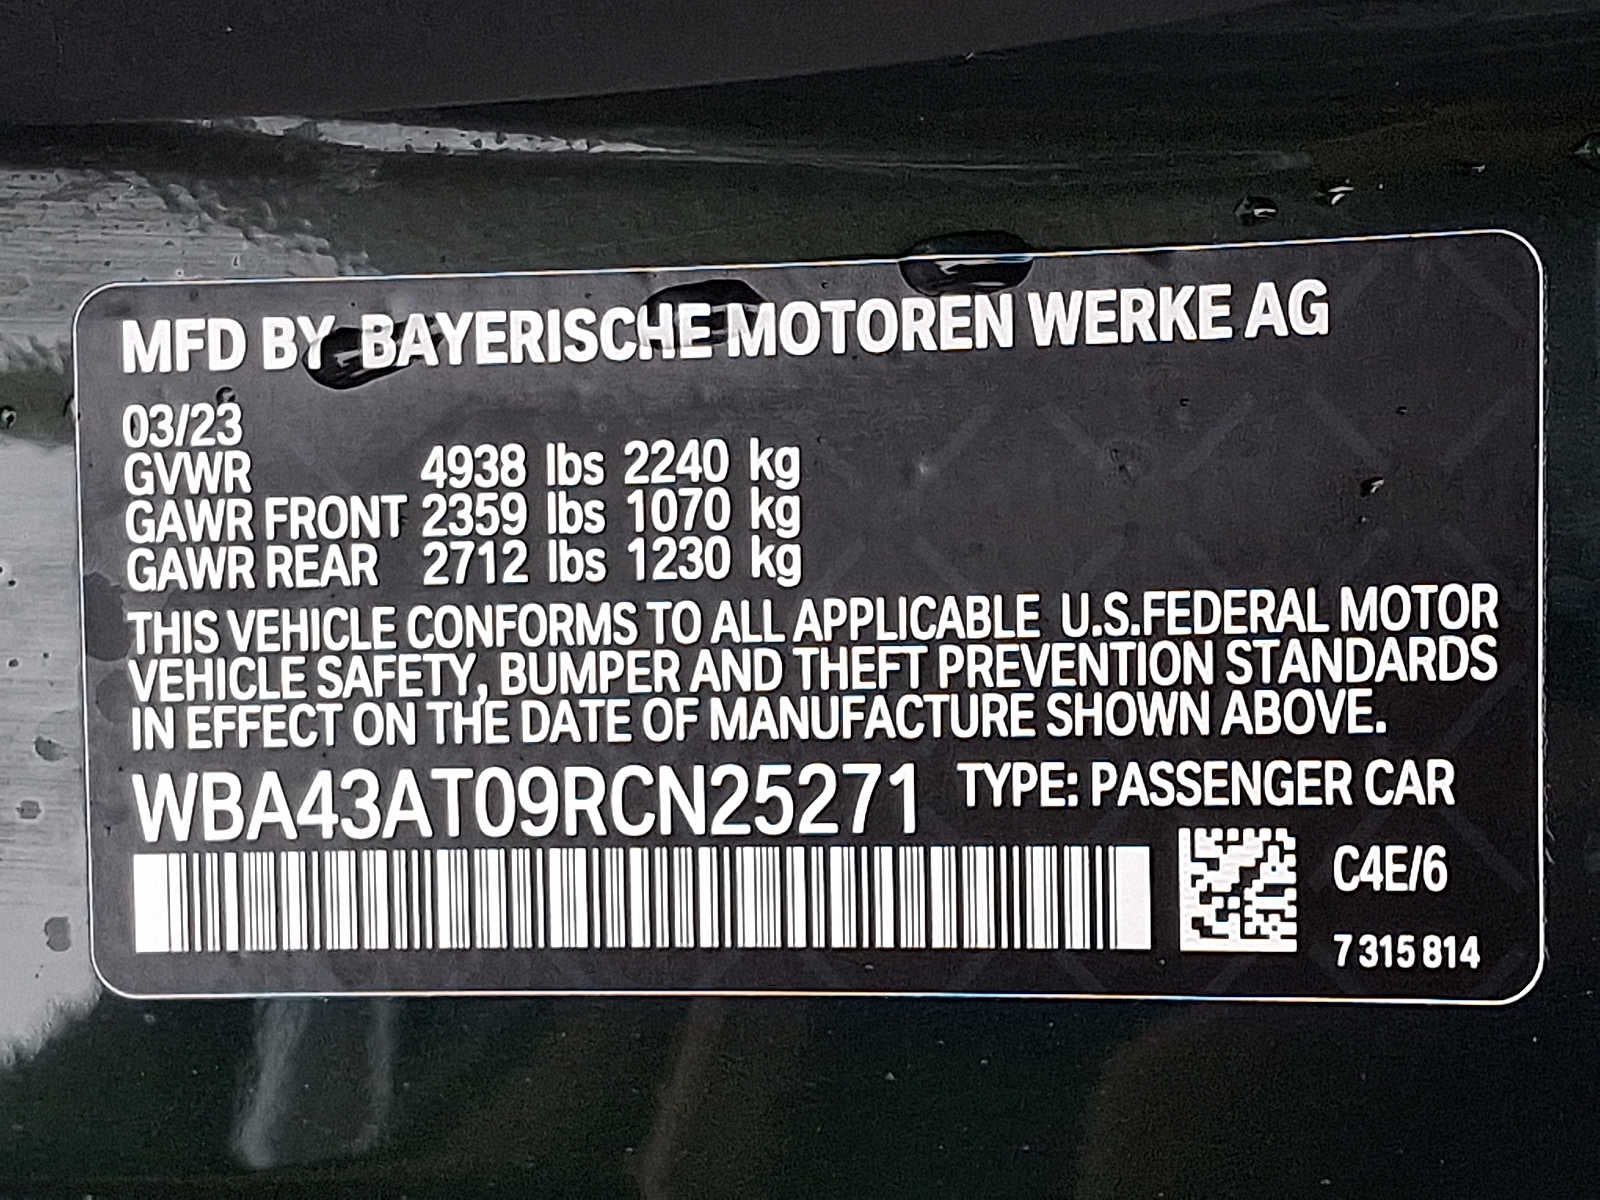 MFD BY BAYERISCHE MOTOREN WERKE AG
03/23
GVWR 4938 lbs 2240 kg
GAWR FRONT 2359 lbs 1070 kg
GAWR REAR 2712 lbs 1230 kg
THIS VEHICLE CONFORMS TO ALL APPLICABLE U.S.FEDERAL MOTOR
VEHICLE SAFETY, BUMPER AND THEFT PREVENTION STANDARDS
IN EFFECT ON THE DATE OF MANUFACTURE SHOWN ABOVE.
WBA43AT09RCN25271 TYPE: PASSENGER CAR
C4E/6
7 315 814